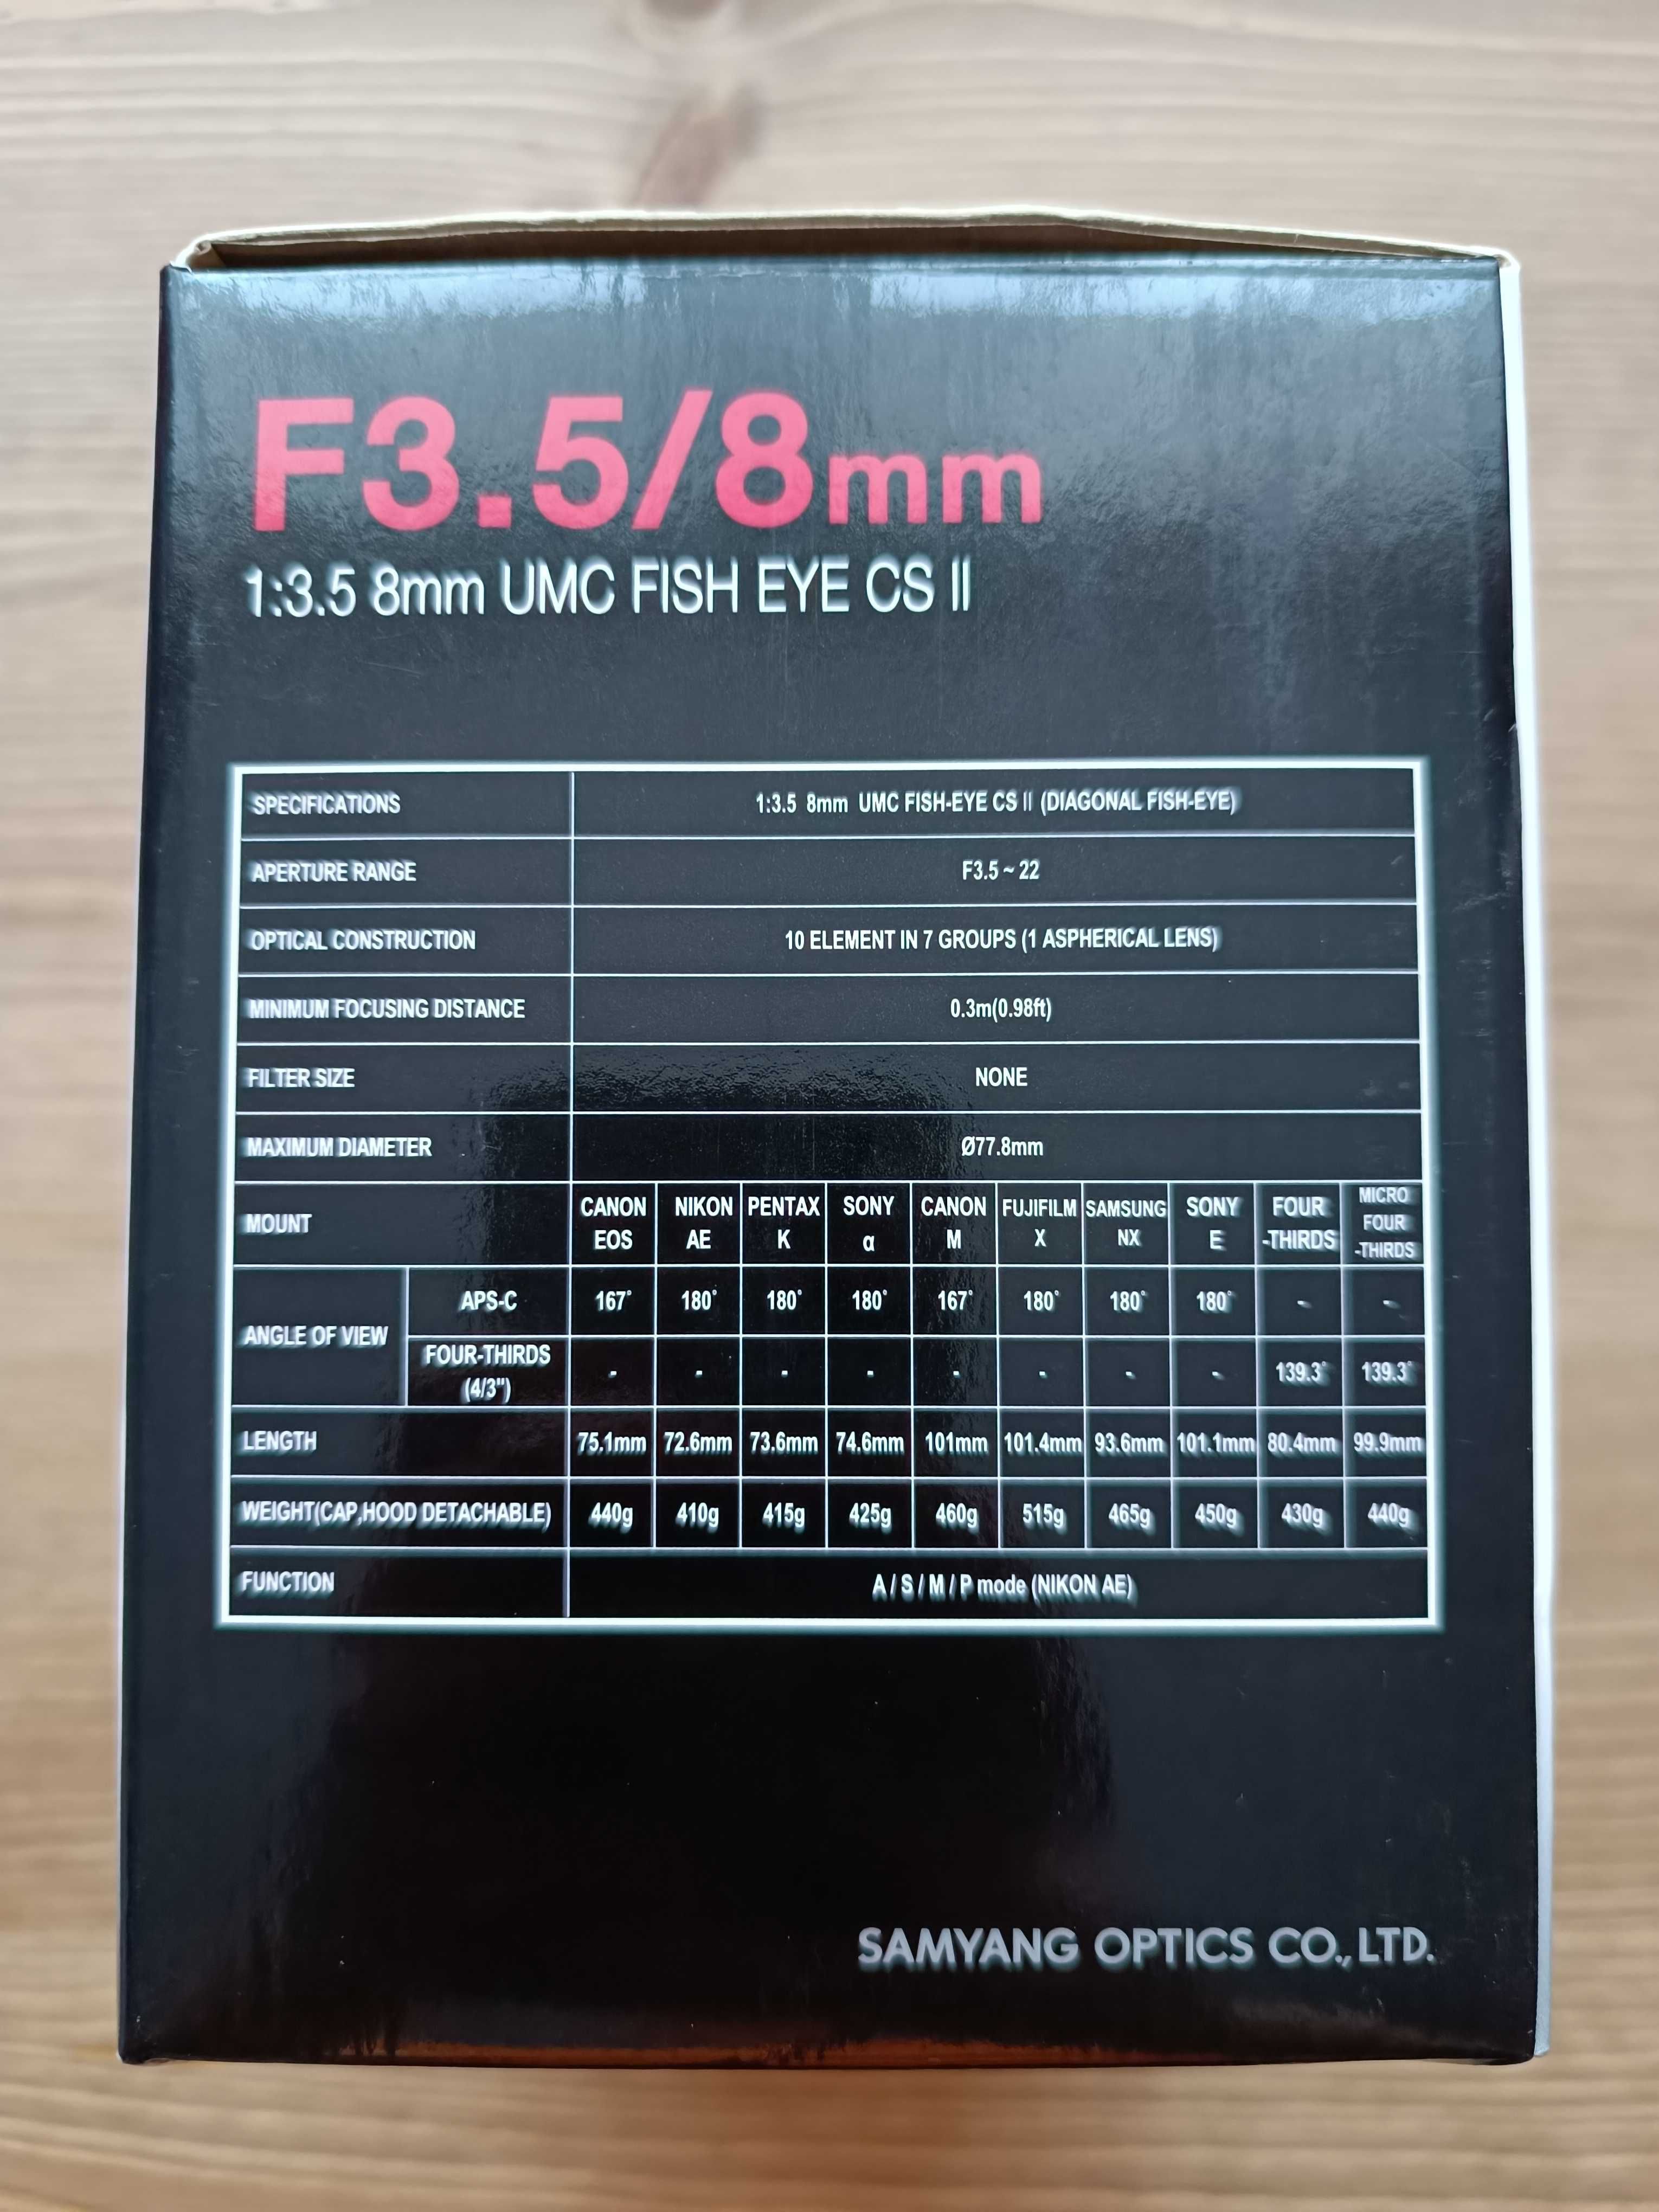 F3.5/8mm
1:3.5 8mm UMC FISH EYE CS II
SPECIFICATIONS 1:3.5 8mm UMC FISH-EYE CS II (DIAGONAL FISH-EYE)
APERTURE RANGE F3.5 ~ 22
OPTICAL CONSTRUCTION 10 ELEMENT IN 7 GROUPS (1 ASPHERICAL LENS)
MINIMUM FOCUSING DISTANCE 0.3m(0.98ft)
FILTER SIZE NONE
MAXIMUM DIAMETER Ø77.8mm
MOUNT CANON EOS NIKON AE PENTAX K SONY α CANON M FUJIFILM X SAMSUNG NX SONY E FOUR -THIRDS MICRO FOUR -THIRDS
ANGLE OF VIEW APS-C 167° 180° 180° 180° 167° 180° 180° 180° - -
FOUR-THIRDS (4/3") - - - - - - - - 139.3° 139.3°
LENGTH 75.1mm 72.6mm 73.6mm 74.6mm 101mm 101.4mm 93.6mm 101.1mm 80.4mm 99.9mm
WEIGHT(CAP,HOOD DETACHABLE) 440g 410g 415g 425g 460g 515g 465g 450g 430g 440g
FUNCTION A / S / M / P mode (NIKON AE)
SAMYANG OPTICS CO., LTD.